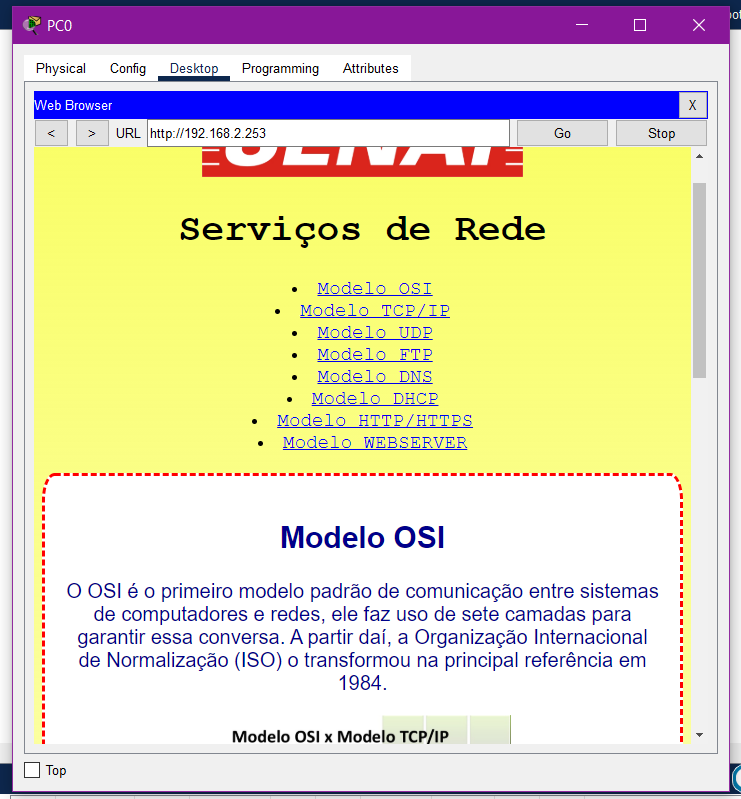 PC0
Physical Config Desktop Programming Attributes
Web Browser X
< > URL http://192.168.2.253 Go Stop
SENAI
Serviços de Rede
Modelo OSI
Modelo TCP/IP
Modelo UDP
Modelo FTP
Modelo DNS
Modelo DHCP
Modelo HTTP/HTTPS
Modelo WEBSERVER
Modelo OSI
O OSI é o primeiro modelo padrão de comunicação entre sistemas
de computadores e redes, ele faz uso de sete camadas para
garantir essa conversa. A partir daí, a Organização Internacional
de Normalização (ISO) o transformou na principal referência em
1984.
Modelo OSI x Modelo TCP/IP
Top